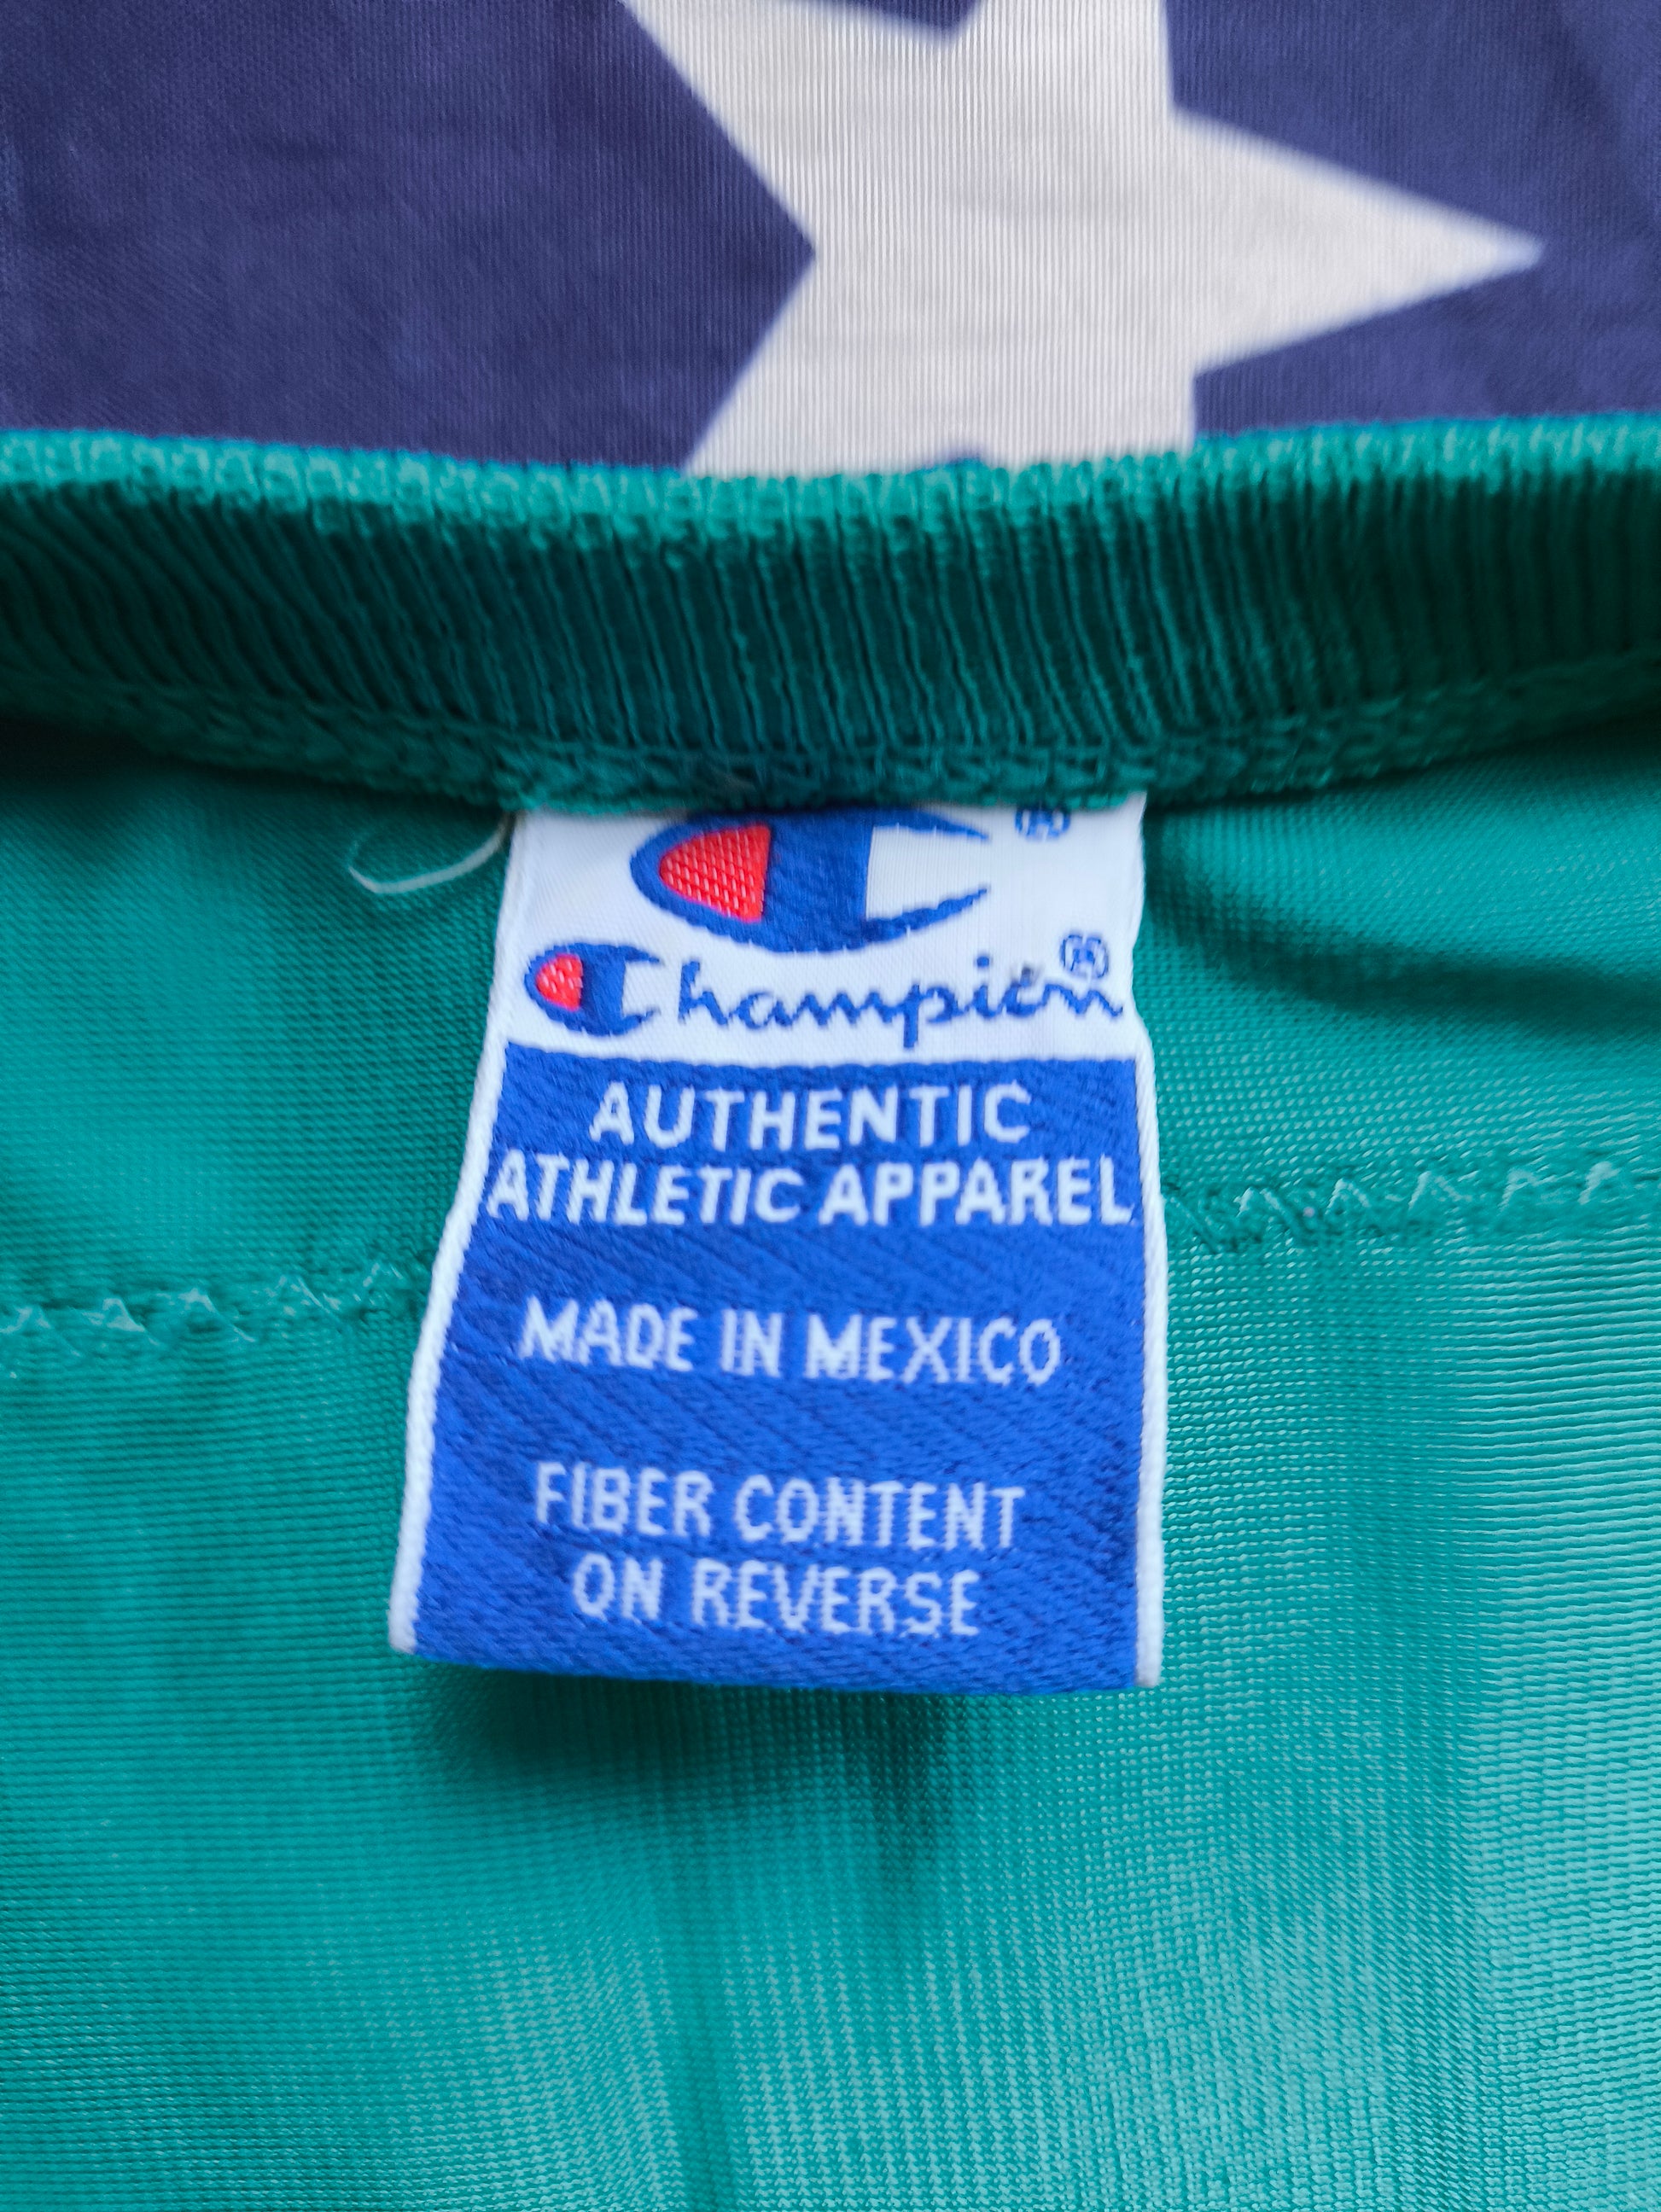 ®
Champion®
AUTHENTIC
ATHLETIC APPAREL
MADE IN MEXICO
FIBER CONTENT
ON REVERSE